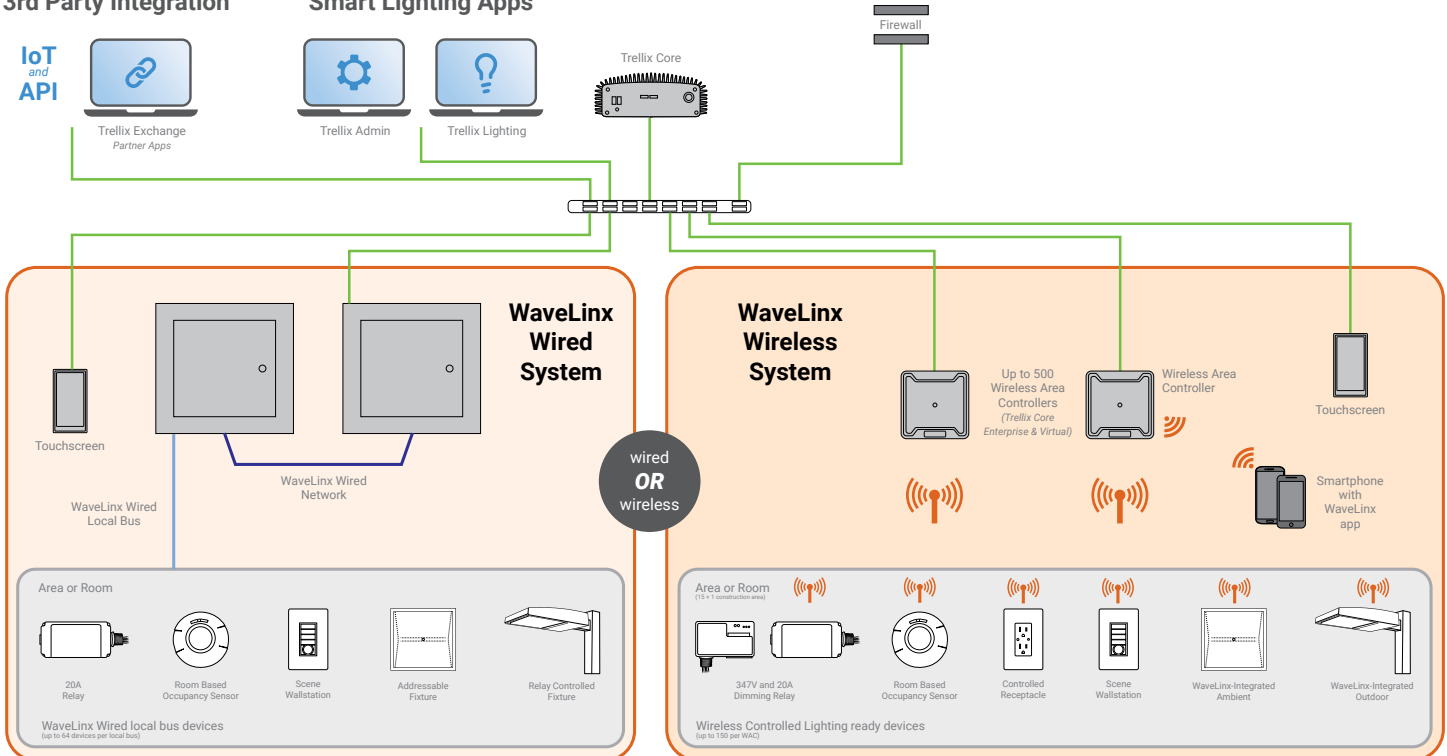 3rd Party Integration
Smart Lighting Apps
Firewall
IoT
and
API
Trellix Core
Trellix Exchange
Partner Apps
Trellix Admin
Trellix Lighting
WaveLinx
Wired
System
WaveLinx
Wireless
System
Touchscreen
WaveLinx Wired
Network
WaveLinx Wired
Local Bus
wired
OR
wireless
Up to 500
Wireless Area
Controllers
(Trellix Core
Enterprise & Virtual)
Wireless Area
Controller
Touchscreen
Smartphone
with
WaveLinx
app
Area or Room
20A
Relay
Room Based
Occupancy Sensor
Scene
Wallstation
Addressable
Fixture
Relay Controlled
Fixture
WaveLinx Wired local bus devices
(up to 64 devices per local bus)
Area or Room
(15 + 1 construction area)
347V and 20A
Dimming Relay
Room Based
Occupancy Sensor
Controlled
Receptacle
Scene
Wallstation
WaveLinx-Integrated
Ambient
WaveLinx-Integrated
Outdoor
Wireless Controlled Lighting ready devices
(up to 150 per WAC)